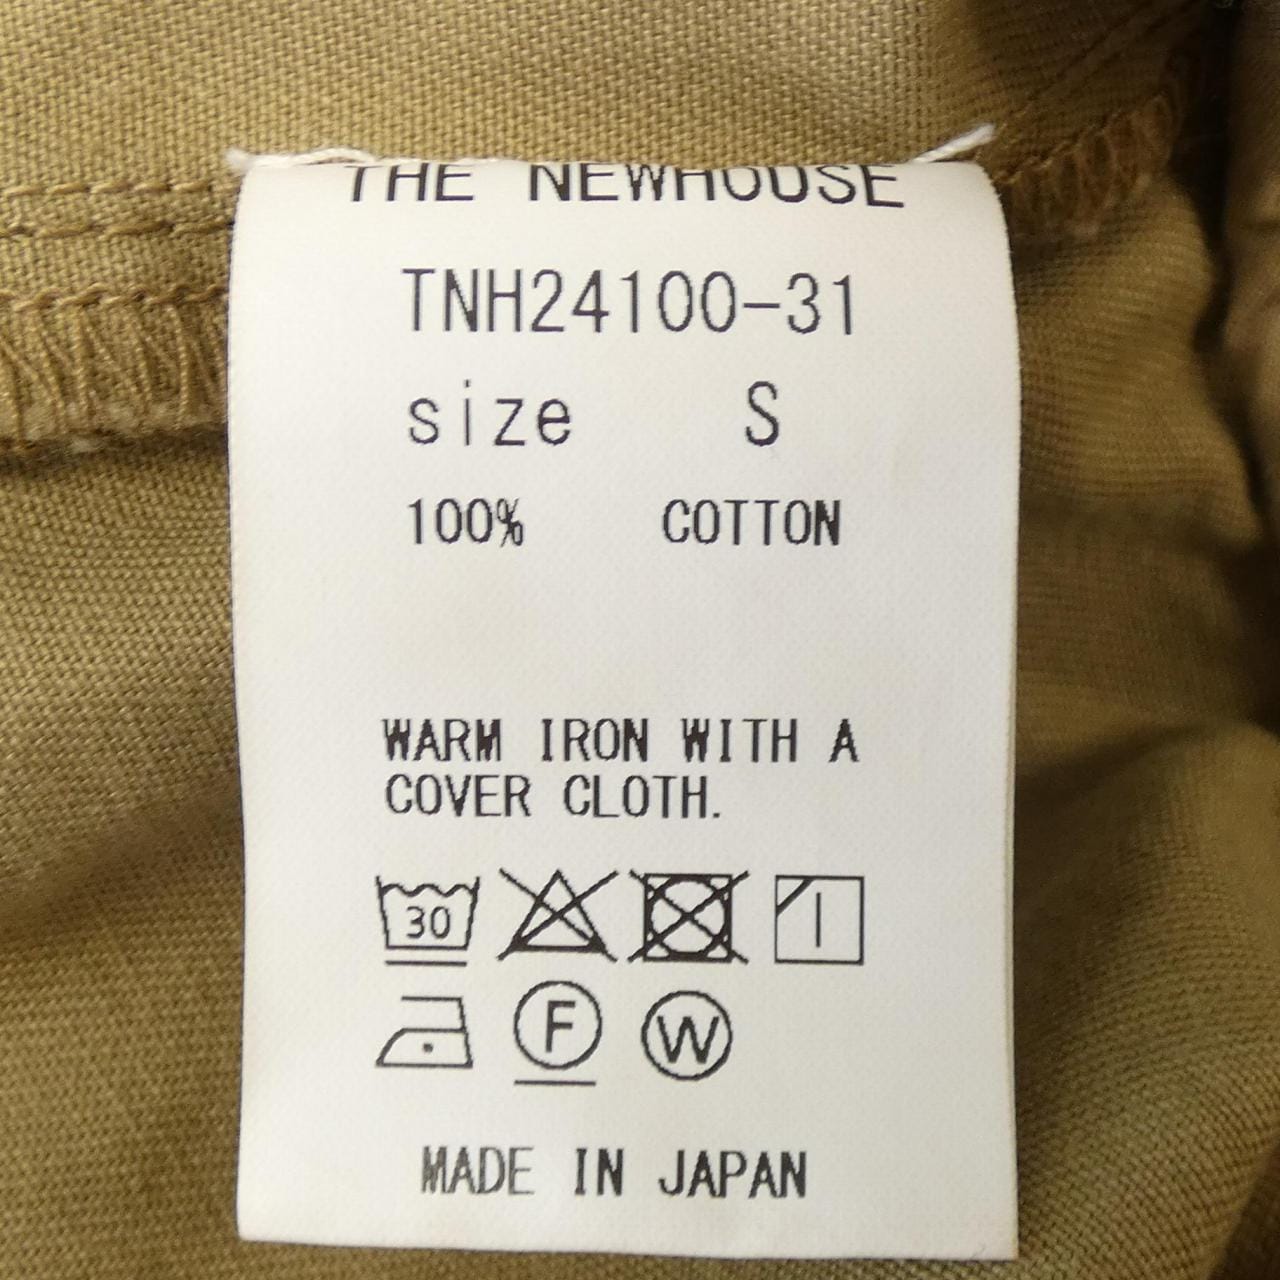 THE NEWHOUSE
TNH24100-31
size S
100% COTTON
WARM IRON WITH A
COVER CLOTH.
30
F W
MADE IN JAPAN